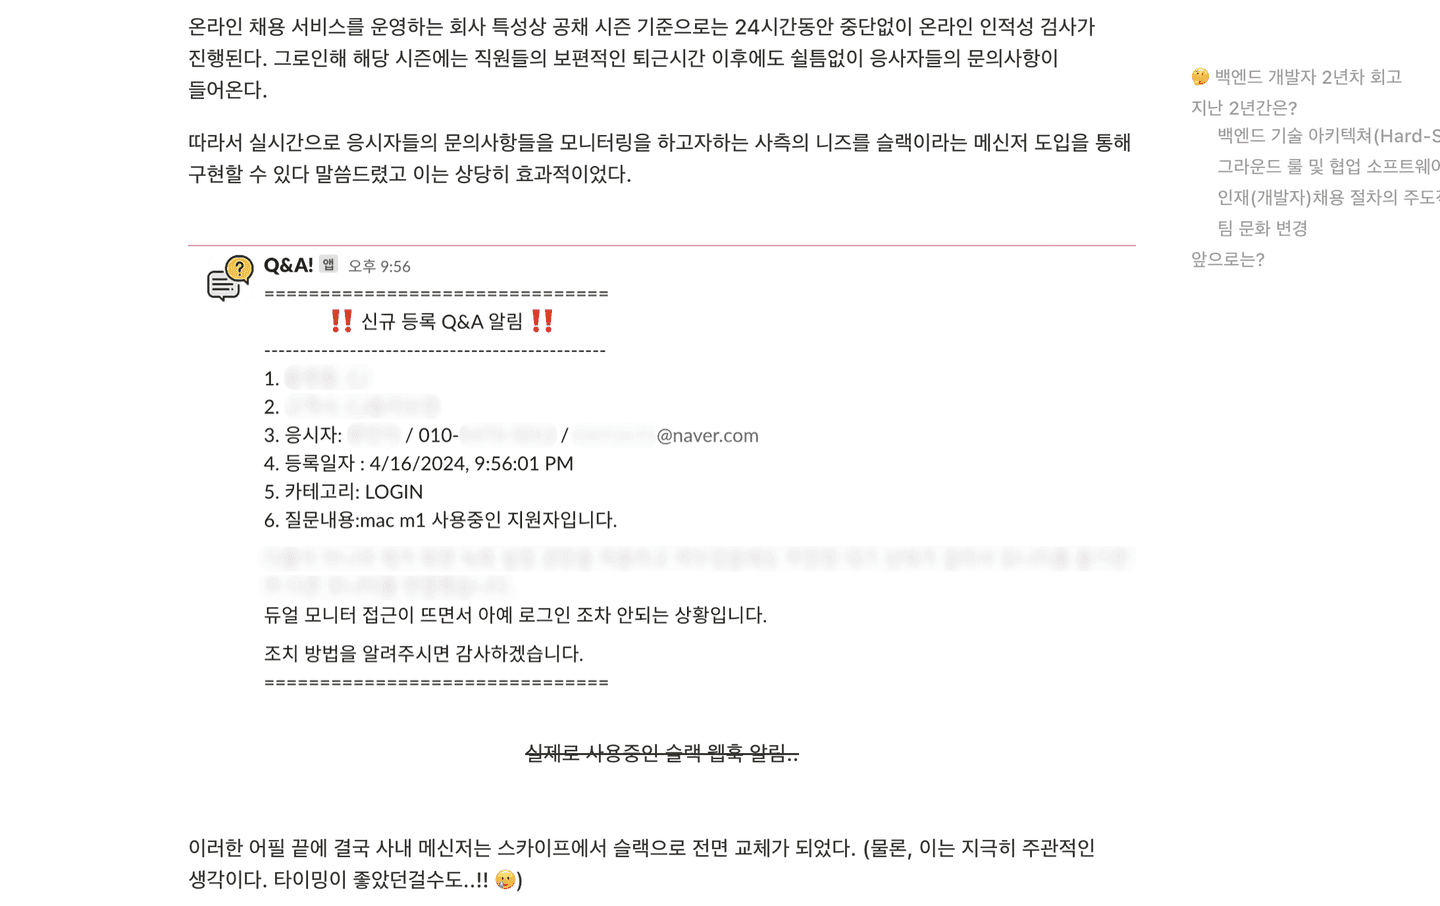 온라인 채용 서비스를 운영하는 회사 특성상 공채 시즌 기준으로는 24시간동안 중단없이 온라인 인적성 검사가
진행된다. 그로인해 해당 시즌에는 직원들의 보편적인 퇴근시간 이후에도 쉴틈없이 응사자들의 문의사항이
들어온다.
따라서 실시간으로 응시자들의 문의사항들을 모니터링을 하고자하는 사측의 니즈를 슬랙이라는 메신저 도입을 통해
구현할 수 있다 말씀드렸고 이는 상당히 효과적이었다.
Q&A! 앱 오후 9:56
===============================
‼️ 신규 등록 Q&A 알림 ‼️
------------------------------------------------
1.
2.
3. 응시자: / 010- / @naver.com
4. 등록일자 : 4/16/2024, 9:56:01 PM
5. 카테고리: LOGIN
6. 질문내용:mac m1 사용중인 지원자입니다.
듀얼 모니터 접근이 뜨면서 아예 로그인 조차 안되는 상황입니다.
조치 방법을 알려주시면 감사하겠습니다.
===============================
실제로 사용중인 슬랙 웹훅 알림..
이러한 어필 끝에 결국 사내 메신저는 스카이프에서 슬랙으로 전면 교체가 되었다. (물론, 이는 지극히 주관적인
생각이다. 타이밍이 좋았던걸수도..!! 🥲)
🤔 백엔드 개발자 2년차 회고
지난 2년간은?
백엔드 기술 아키텍쳐(Hard-S
그라운드 룰 및 협업 소프트웨어
인재(개발자)채용 절차의 주도
팀 문화 변경
앞으로는?